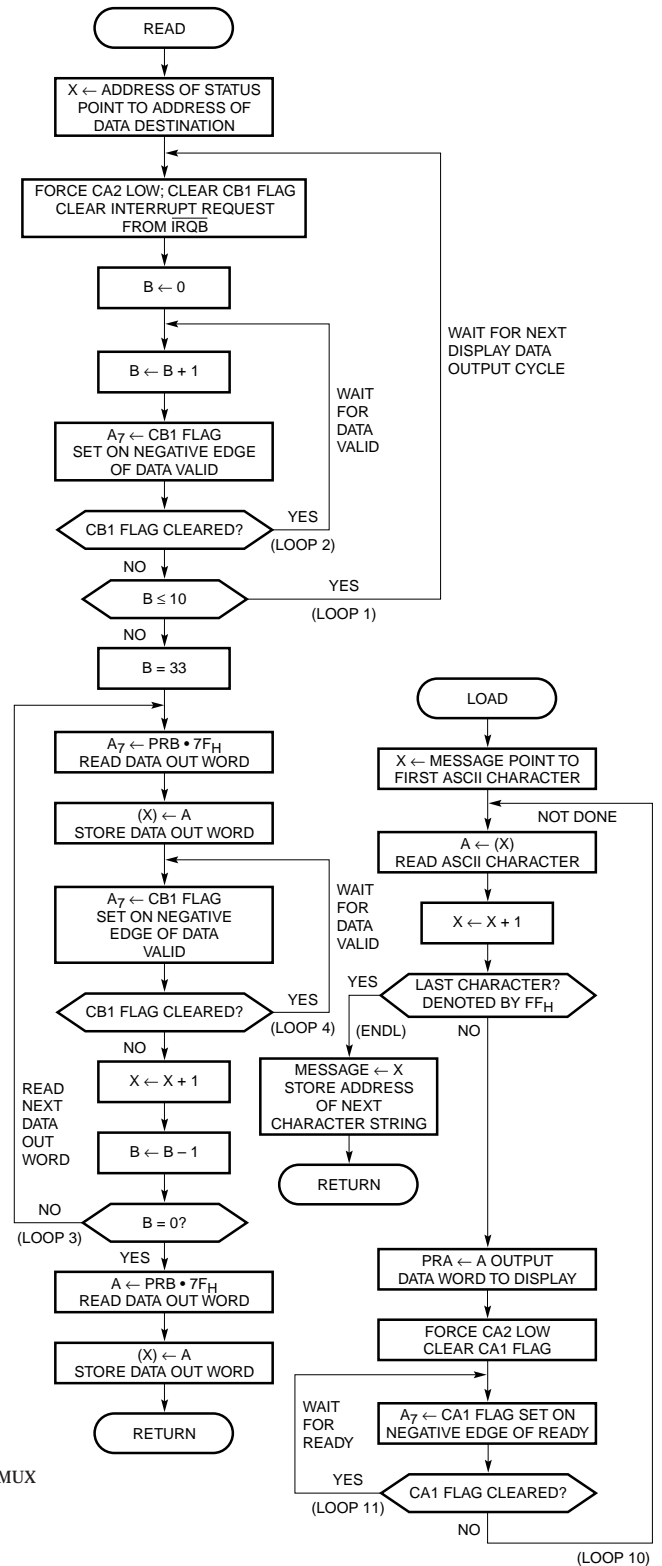 READ
X ← ADDRESS OF STATUS
POINT TO ADDRESS OF
DATA DESTINATION
FORCE CA2 LOW; CLEAR CB1 FLAG
CLEAR INTERRUPT REQUEST
FROM I̅R̅Q̅B̅
B ← 0
WAIT FOR NEXT
DISPLAY DATA
OUTPUT CYCLE
B ← B + 1
WAIT
FOR
DATA
VALID
A₇ ← CB1 FLAG
SET ON NEGATIVE EDGE
OF DATA VALID
CB1 FLAG CLEARED?
YES
(LOOP 2)
NO
B ≤ 10
YES
(LOOP 1)
NO
B = 33
A₇ ← PRB • 7F_H
READ DATA OUT WORD
(X) ← A
STORE DATA OUT WORD
A₇ ← CB1 FLAG
SET ON NEGATIVE
EDGE OF DATA
VALID
WAIT
FOR
DATA
VALID
CB1 FLAG CLEARED?
YES
(LOOP 4)
NO
X ← X + 1
READ
NEXT
DATA
OUT
WORD
B ← B – 1
NO
(LOOP 3)
B = 0?
YES
A ← PRB • 7F_H
READ DATA OUT WORD
(X) ← A
STORE DATA OUT WORD
RETURN
LOAD
X ← MESSAGE POINT TO
FIRST ASCII CHARACTER
NOT DONE
A ← (X)
READ ASCII CHARACTER
X ← X + 1
LAST CHARACTER?
DENOTED BY FF_H
YES
(ENDL)
NO
MESSAGE ← X
STORE ADDRESS
OF NEXT
CHARACTER STRING
RETURN
PRA ← A OUTPUT
DATA WORD TO DISPLAY
FORCE CA2 LOW
CLEAR CA1 FLAG
WAIT
FOR
READY
A₇ ← CA1 FLAG SET ON
NEGATIVE EDGE OF READY
CA1 FLAG CLEARED?
YES
(LOOP 11)
NO
(LOOP 10)
MUX